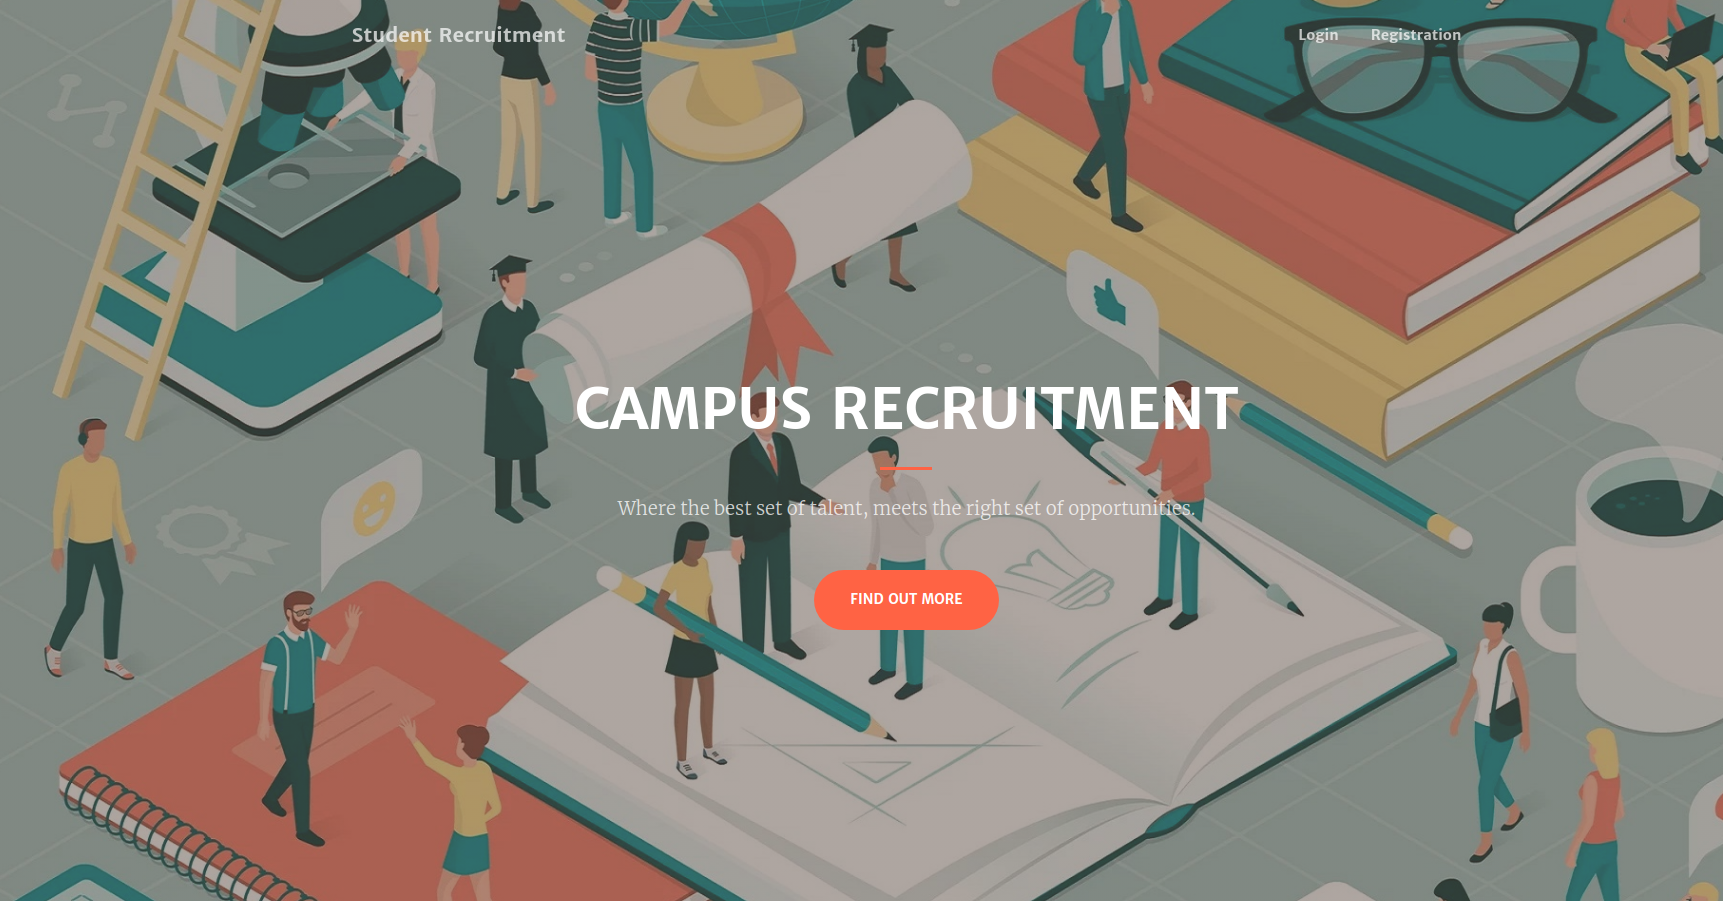 Student Recruitment
Login
Registration
CAMPUS RECRUITMENT
Where the best set of talent, meets the right set of opportunities.
FIND OUT MORE